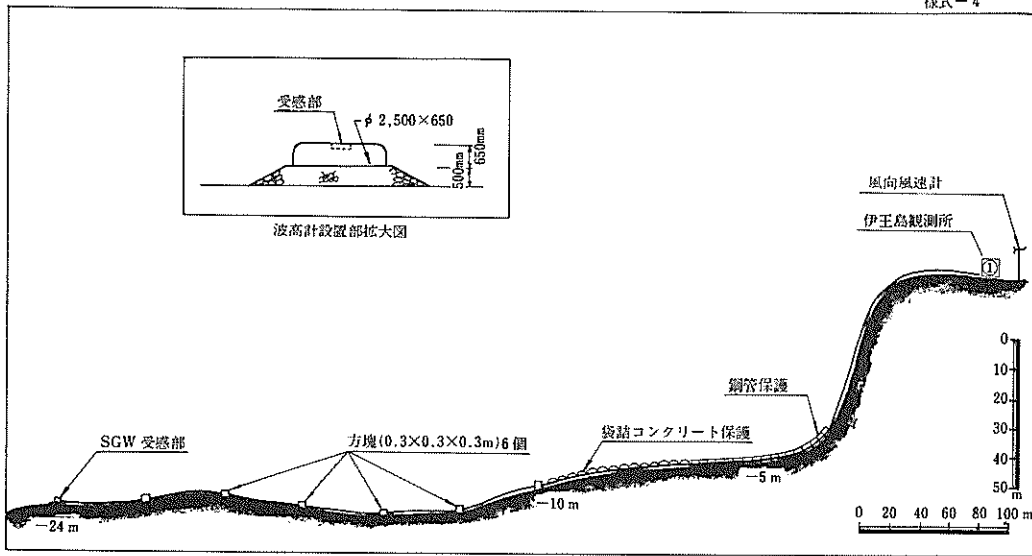 様式－4
受感部
φ 2,500×650
650mm
500mm
波高計設置部拡大図
風向風速計
伊王島観測所
①
鋼管保護
袋詰コンクリート保護
方塊(0.3×0.3×0.3m)6個
SGW 受感部
－24 m
－10 m
－5 m
0
10
20
30
40
50
m
0 20 40 60 80 100 m